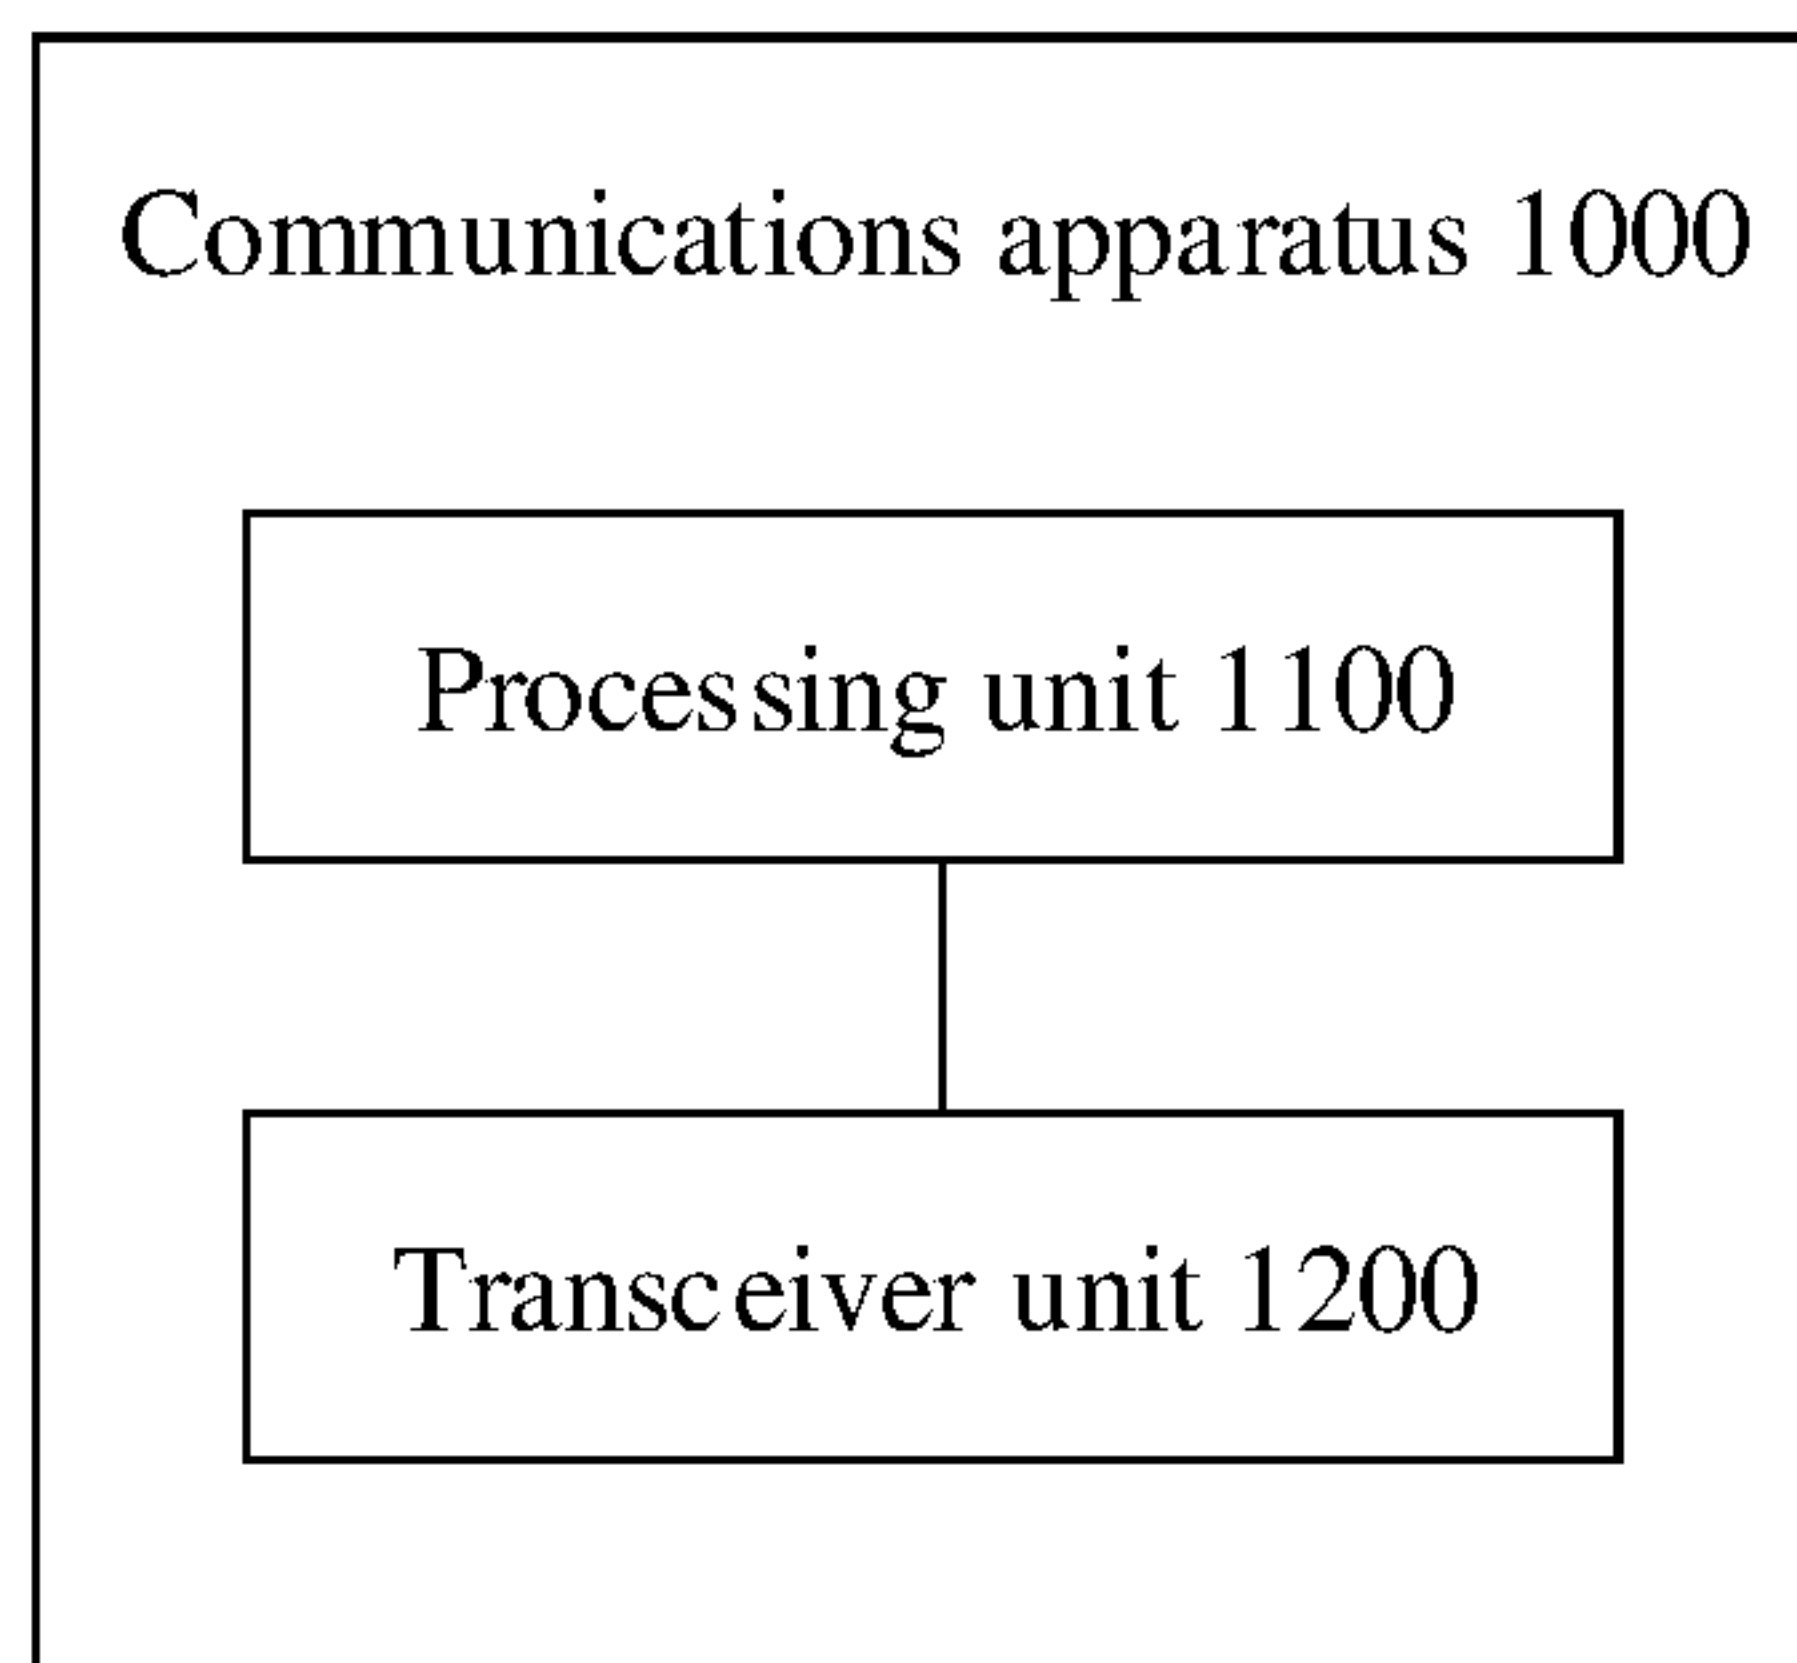 Communications apparatus 1000
Processing unit 1100
Transceiver unit 1200